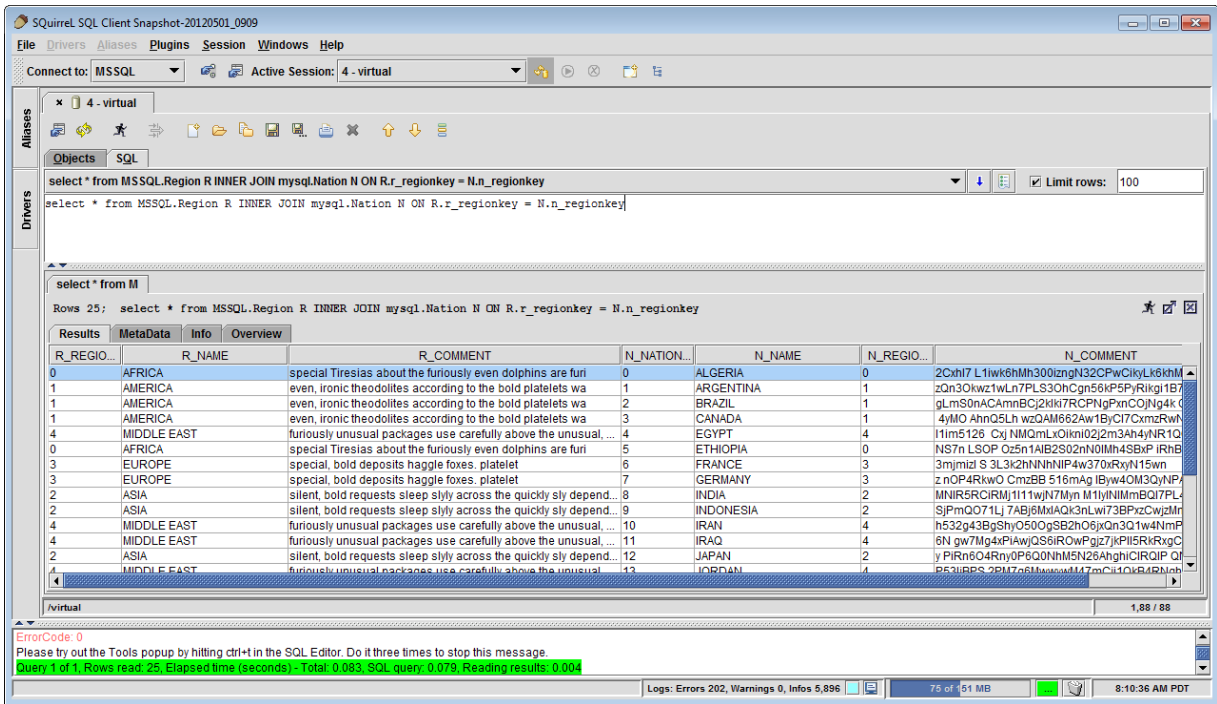 SQuirreL SQL Client Snapshot-20120501_0909
File Drivers Aliases Plugins Session Windows Help
Connect to: MSSQL Active Session: 4 - virtual
Aliases
Drivers
4 - virtual
Objects SQL
select * from MSSQL.Region R INNER JOIN mysql.Nation N ON R.r_regionkey = N.n_regionkey Limit rows: 100
select * from MSSQL.Region R INNER JOIN mysql.Nation N ON R.r_regionkey = N.n_regionkey
select * from M
Rows 25; select * from MSSQL.Region R INNER JOIN mysql.Nation N ON R.r_regionkey = N.n_regionkey
Results MetaData Info Overview
R_REGIO... R_NAME R_COMMENT N_NATION... N_NAME N_REGIO... N_COMMENT
0 AFRICA special Tiresias about the furiously even dolphins are furi 0 ALGERIA 0
1 AMERICA even, ironic theodolites according to the bold platelets wa 1 ARGENTINA 1
1 AMERICA even, ironic theodolites according to the bold platelets wa 2 BRAZIL 1
1 AMERICA even, ironic theodolites according to the bold platelets wa 3 CANADA 1
4 MIDDLE EAST furiously unusual packages use carefully above the unusual, ... 4 EGYPT 4
0 AFRICA special Tiresias about the furiously even dolphins are furi 5 ETHIOPIA 0
3 EUROPE special, bold deposits haggle foxes. platelet 6 FRANCE 3
3 EUROPE special, bold deposits haggle foxes. platelet 7 GERMANY 3
2 ASIA silent, bold requests sleep slyly across the quickly sly depend... 8 INDIA 2
2 ASIA silent, bold requests sleep slyly across the quickly sly depend... 9 INDONESIA 2
4 MIDDLE EAST furiously unusual packages use carefully above the unusual, ... 10 IRAN 4
4 MIDDLE EAST furiously unusual packages use carefully above the unusual, ... 11 IRAQ 4
2 ASIA silent, bold requests sleep slyly across the quickly sly depend... 12 JAPAN 2
4 MIDDLE EAST furiously unusual packages use carefully above the unusual 13 JORDAN 4
/virtual 1,88 / 88
ErrorCode: 0
Please try out the Tools popup by hitting ctrl+t in the SQL Editor. Do it three times to stop this message.
Query 1 of 1, Rows read: 25, Elapsed time (seconds) - Total: 0.083, SQL query: 0.079, Reading results: 0.004
Logs: Errors 202, Warnings 0, Infos 5,896 75 of 151 MB ... 8:10:36 AM PDT